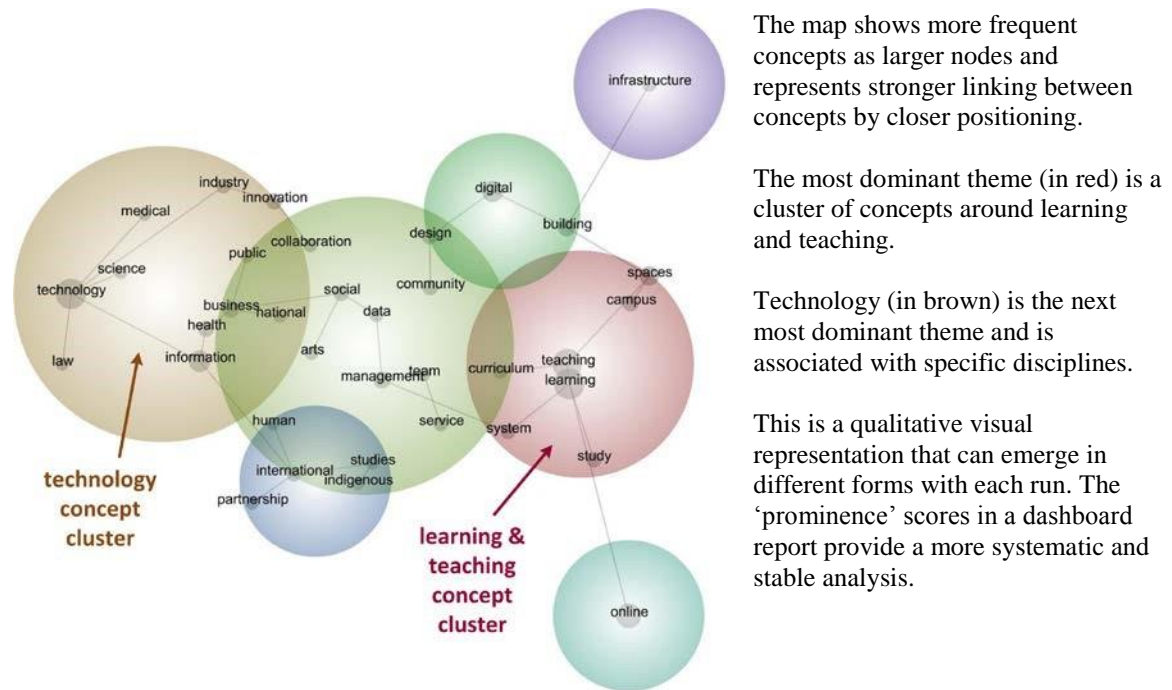 infrastructure
industry
innovation
medical
digital
building
design
collaboration
public
science
technology
spaces
campus
community
social
business
national
data
health
law
information
arts
teaching
learning
curriculum
team
management
human
service
system
study
international
studies
indigenous
partnership
technology
concept
cluster
learning &
teaching
concept
cluster
online
The map shows more frequent
concepts as larger nodes and
represents stronger linking between
concepts by closer positioning.
The most dominant theme (in red) is a
cluster of concepts around learning
and teaching.
Technology (in brown) is the next
most dominant theme and is
associated with specific disciplines.
This is a qualitative visual
representation that can emerge in
different forms with each run. The
‘prominence’ scores in a dashboard
report provide a more systematic and
stable analysis.